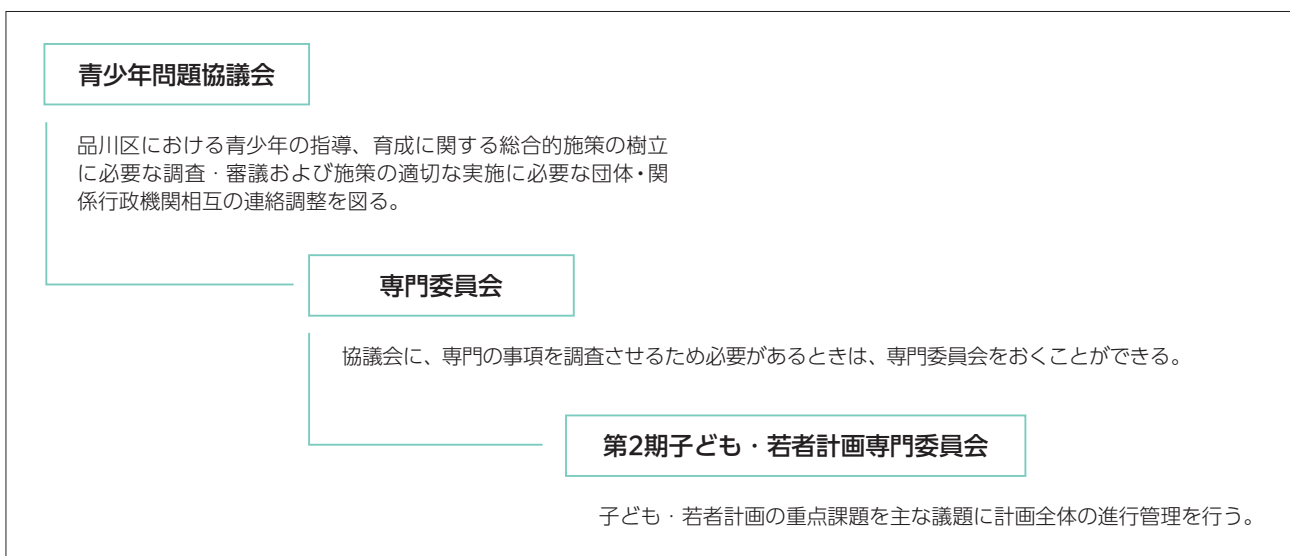 青少年問題協議会
品川区における青少年の指導、育成に関する総合的施策の樹立
に必要な調査・審議および施策の適切な実施に必要な団体・関
係行政機関相互の連絡調整を図る。
専門委員会
協議会に、専門の事項を調査させるため必要があるときは、専門委員会をおくことができる。
第2期子ども・若者計画専門委員会
子ども・若者計画の重点課題を主な議題に計画全体の進行管理を行う。